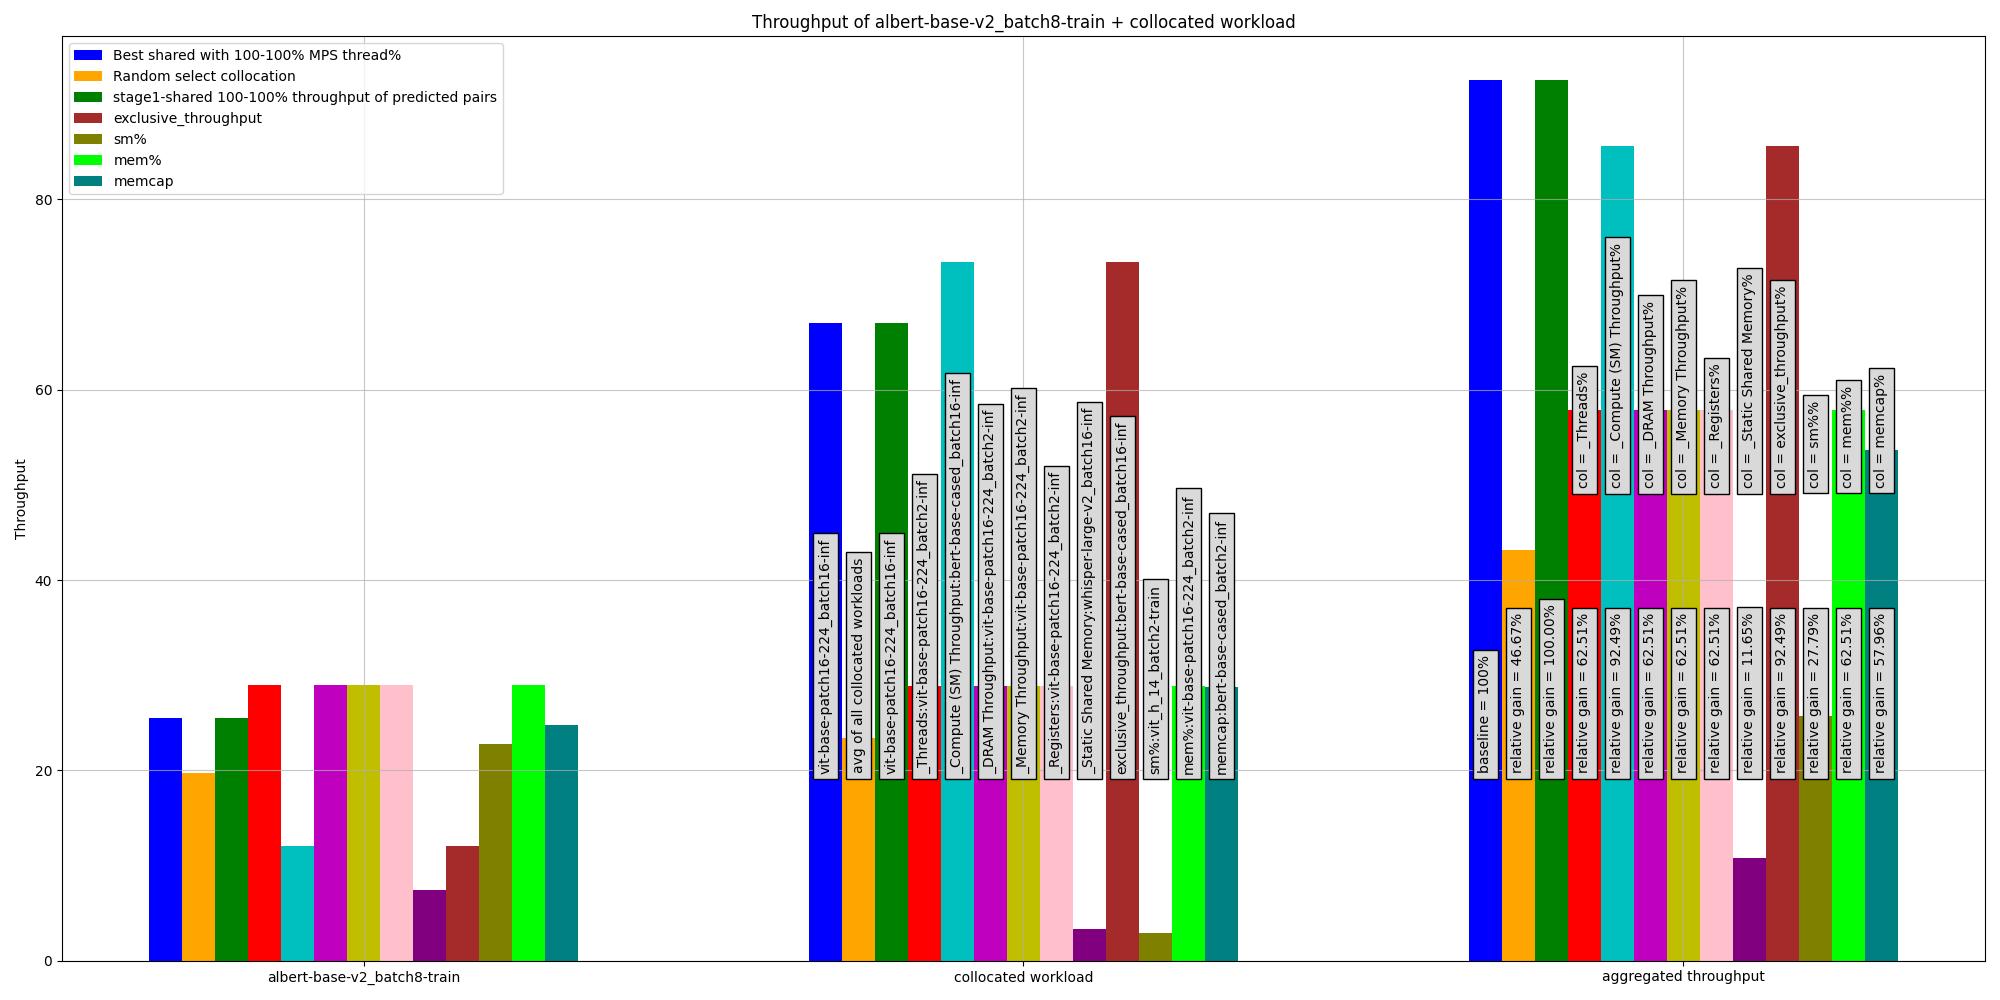 Throughput of albert-base-v2_batch8-train + collocated workload
Best shared with 100-100% MPS thread%
Random select collocation
stage1-shared 100-100% throughput of predicted pairs
exclusive_throughput
sm%
mem%
memcap
Throughput
80
60
40
20
0
vit-base-patch16-224_batch16-inf
avg of all collocated workloads
vit-base-patch16-224_batch16-inf
_Threads:vit-base-patch16-224_batch2-inf
_Compute (SM) Throughput:bert-base-cased_batch16-inf
_DRAM Throughput:vit-base-patch16-224_batch2-inf
_Memory Throughput:vit-base-patch16-224_batch2-inf
_Registers:vit-base-patch16-224_batch2-inf
_Static Shared Memory:whisper-large-v2_batch16-inf
exclusive_throughput:bert-base-cased_batch16-inf
sm%:vit_h_14_batch2-train
mem%:vit-base-patch16-224_batch2-inf
memcap:bert-base-cased_batch2-inf
col = _Threads%
col = _Compute (SM) Throughput%
col = _DRAM Throughput%
col = _Memory Throughput%
col = _Registers%
col = _Static Shared Memory%
col = exclusive_throughput%
col = sm%%
col = mem%%
col = memcap%
baseline = 100%
relative gain = 46.67%
relative gain = 100.00%
relative gain = 62.51%
relative gain = 92.49%
relative gain = 62.51%
relative gain = 62.51%
relative gain = 62.51%
relative gain = 11.65%
relative gain = 92.49%
relative gain = 27.79%
relative gain = 62.51%
relative gain = 57.96%
albert-base-v2_batch8-train
collocated workload
aggregated throughput